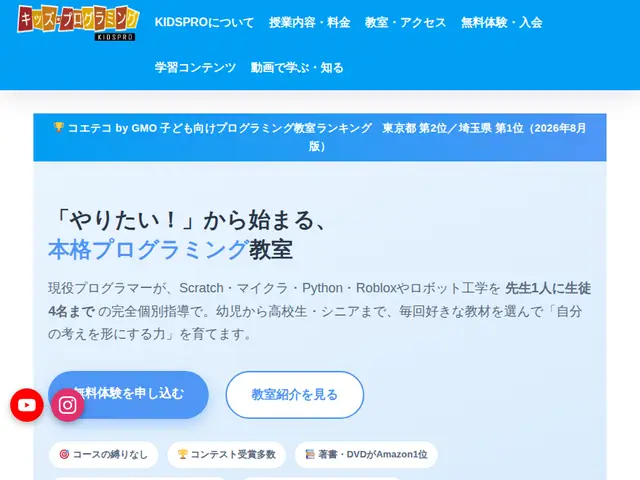 キッズ・プログラミング
KIDSPRO
KIDSPROについて 授業内容・料金 教室・アクセス 無料体験・入会
学習コンテンツ 動画で学ぶ・知る
🏆 コエテコ by GMO 子ども向けプログラミング教室ランキング　東京都 第2位／埼玉県 第1位（2026年8月
版）
「やりたい！」から始まる、
本格プログラミング教室
現役プログラマーが、Scratch・マイクラ・Python・Robloxやロボット工学を 先生1人に生徒
4名まで の完全個別指導で。幼児から高校生・シニアまで、毎回好きな教材を選んで「自分
の考えを形にする力」を育てます。
無料体験を申し込む 教室紹介を見る
🎯 コースの縛りなし 🏆 コンテスト受賞多数 📚 著書・DVDがAmazon1位